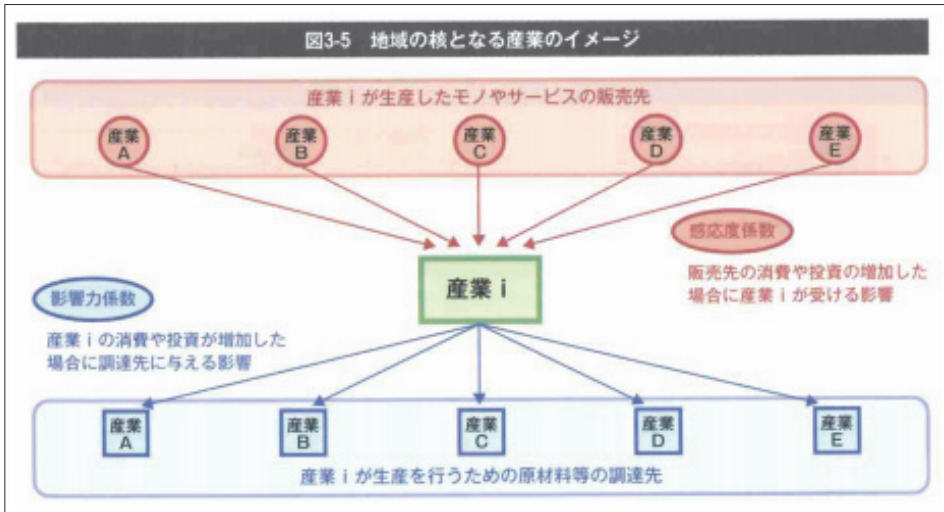 図3-5 地域の核となる産業のイメージ
産業ｉが生産したモノやサービスの販売先
産業
A
産業
B
産業
C
産業
D
産業
E
感応度係数
販売先の消費や投資の増加した
場合に産業ｉが受ける影響
産業ｉ
影響力係数
産業ｉの消費や投資が増加した
場合に調達先に与える影響
産業
A
産業
B
産業
C
産業
D
産業
E
産業ｉが生産を行うための原材料等の調達先